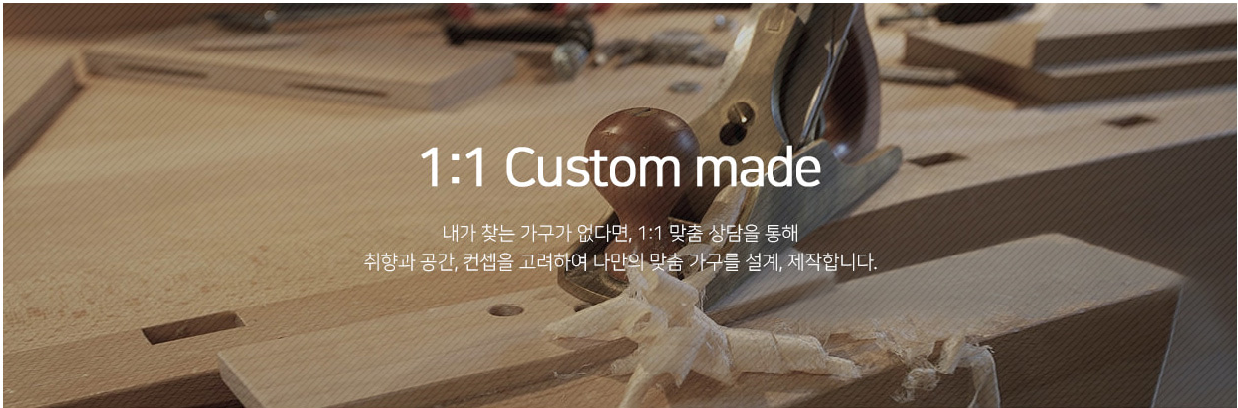 1:1 Custom made
내가 찾는 가구가 없다면, 1:1 맞춤 상담을 통해
취향과 공간, 컨셉을 고려하여 나만의 맞춤 가구를 설계, 제작합니다.